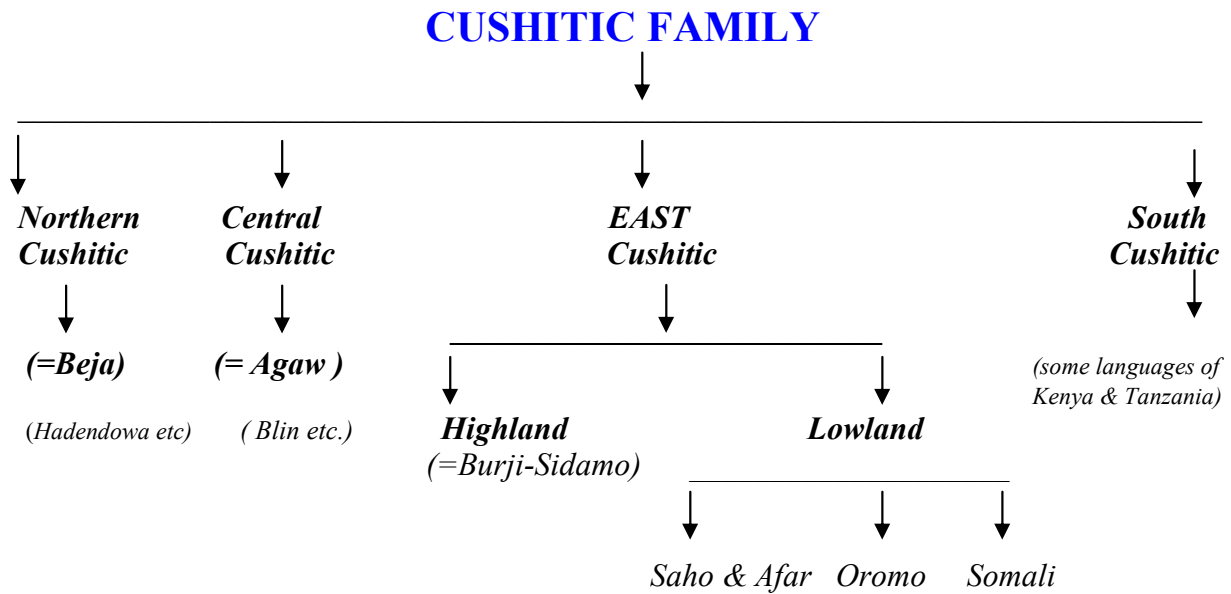 CUSHITIC FAMILY
Northern
Cushitic
Central
Cushitic
EAST
Cushitic
South
Cushitic
(=Beja)
(= Agaw )
(Hadendowa etc)
( Blin etc.)
Highland
(=Burji-Sidamo)
Lowland
(some languages of
Kenya & Tanzania)
Saho & Afar Oromo Somali